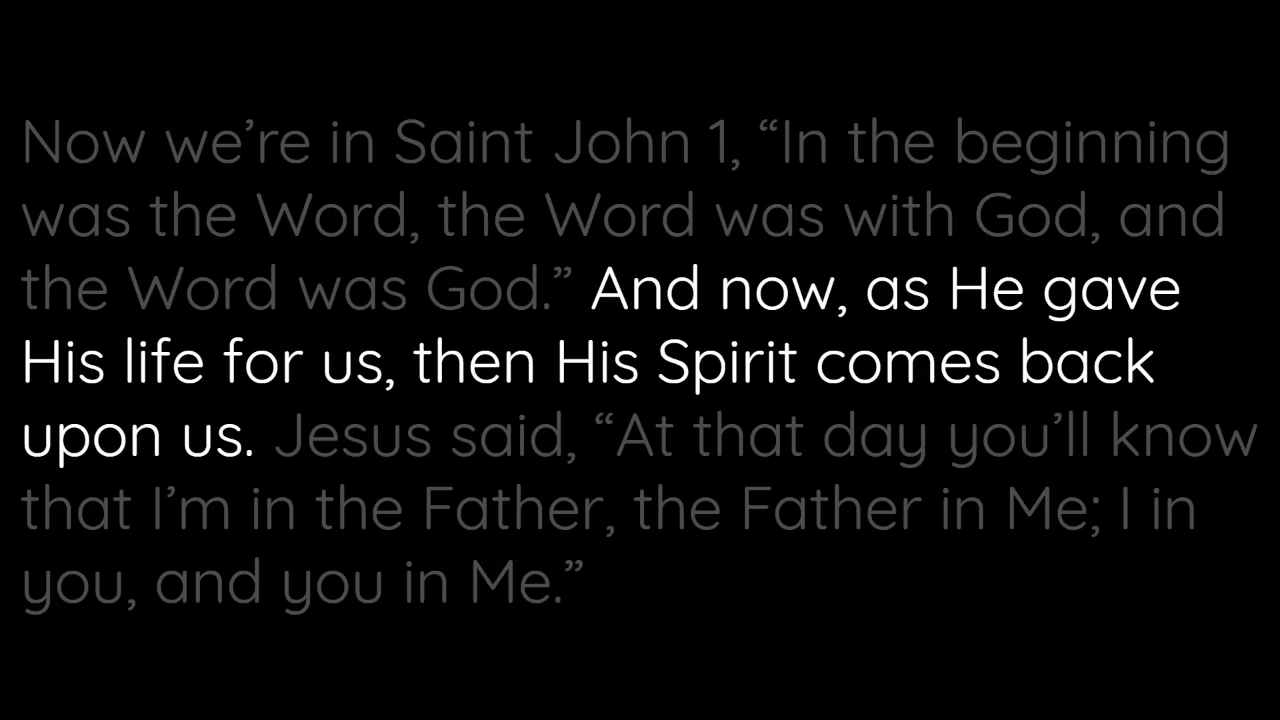 Now we’re in Saint John 1, “In the beginning
was the Word, the Word was with God, and
the Word was God.” And now, as He gave
His life for us, then His Spirit comes back
upon us. Jesus said, “At that day you’ll know
that I’m in the Father, the Father in Me; I in
you, and you in Me.”